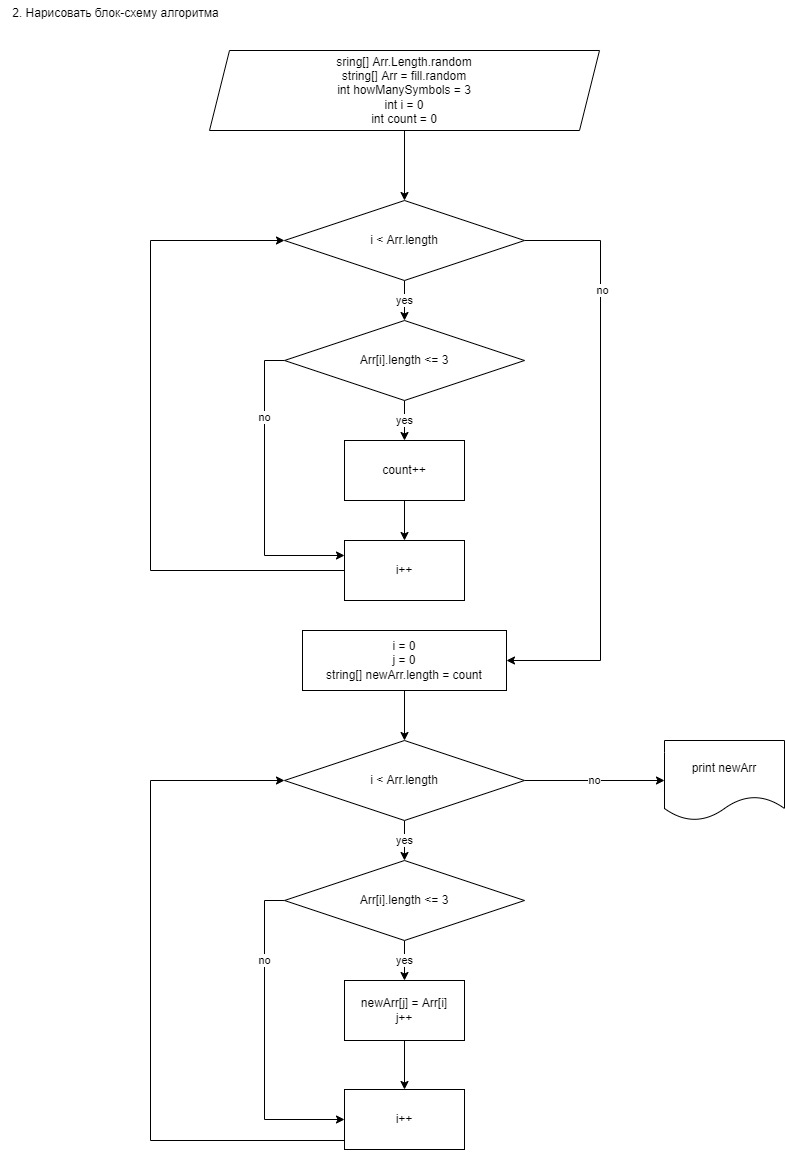 2. Нарисовать блок-схему алгоритма
sring[] Arr.Length.random
string[] Arr = fill.random
int howManySymbols = 3
int i = 0
int count = 0
i < Arr.length
no
yes
Arr[i].length <= 3
no
yes
count++
i++
i = 0
j = 0
string[] newArr.length = count
i < Arr.length
no
print newArr
yes
Arr[i].length <= 3
no
yes
newArr[j] = Arr[i]
j++
i++